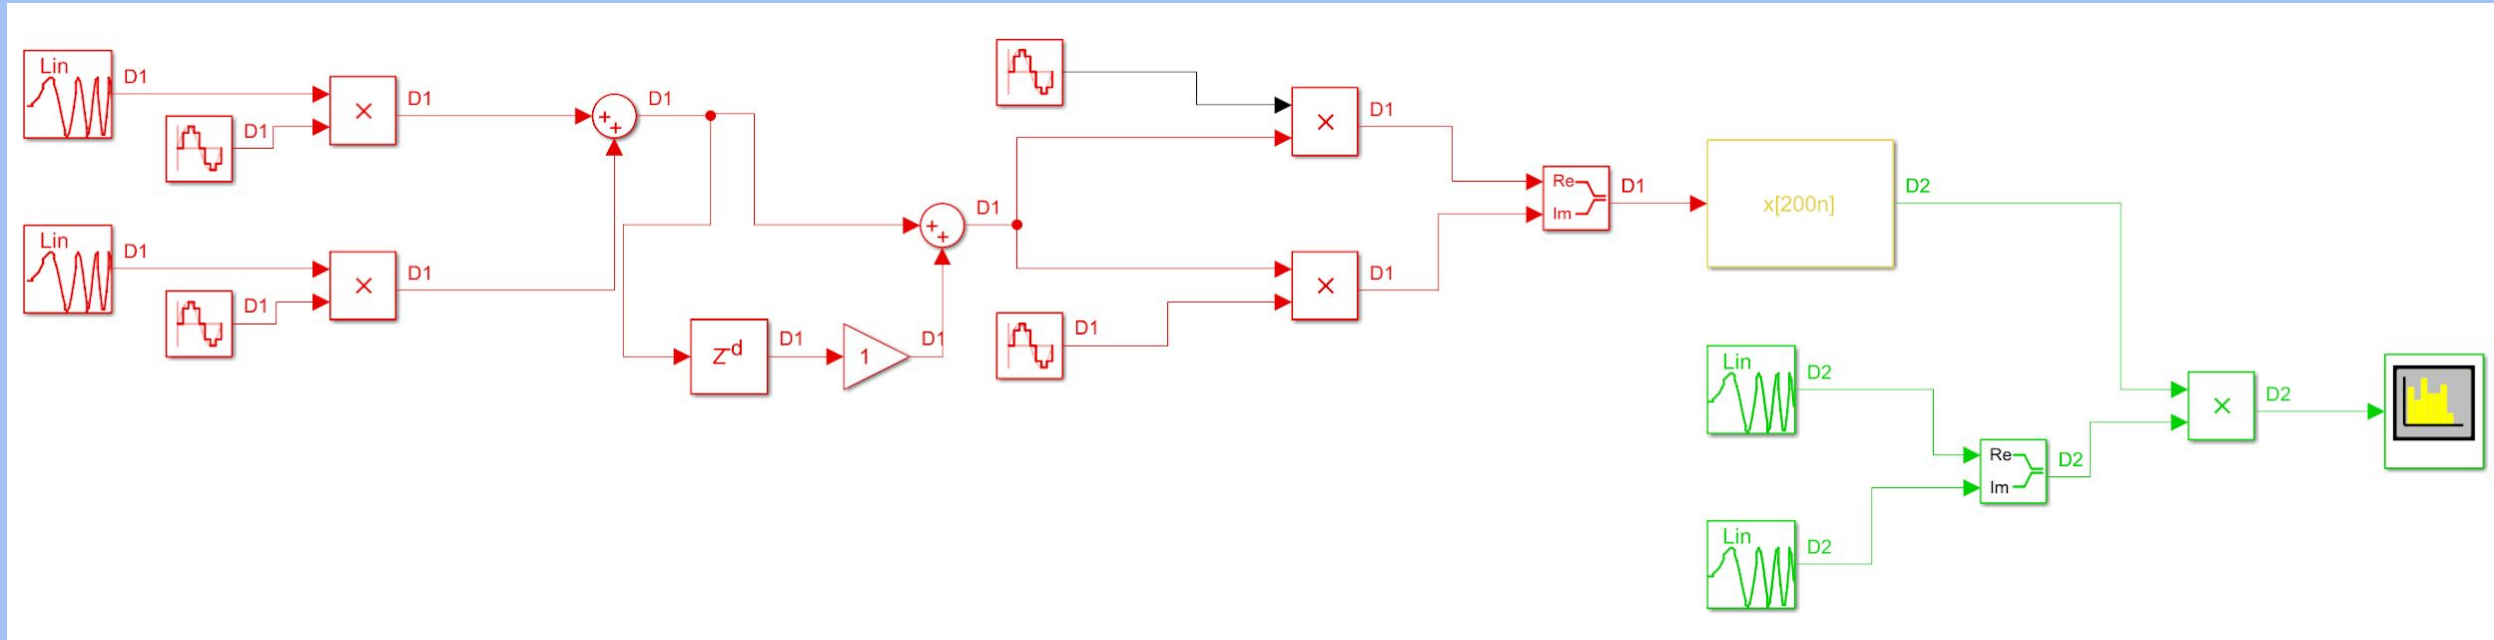 Lin
D1
D1
×
D1
+
+
D1
Lin
D1
D1
×
D1
Z-d
D1
1
D1
+
+
D1
×
D1
D1
×
D1
Re
Im
D1
x[200n]
D2
Lin
D2
Lin
D2
Re
Im
D2
×
D2